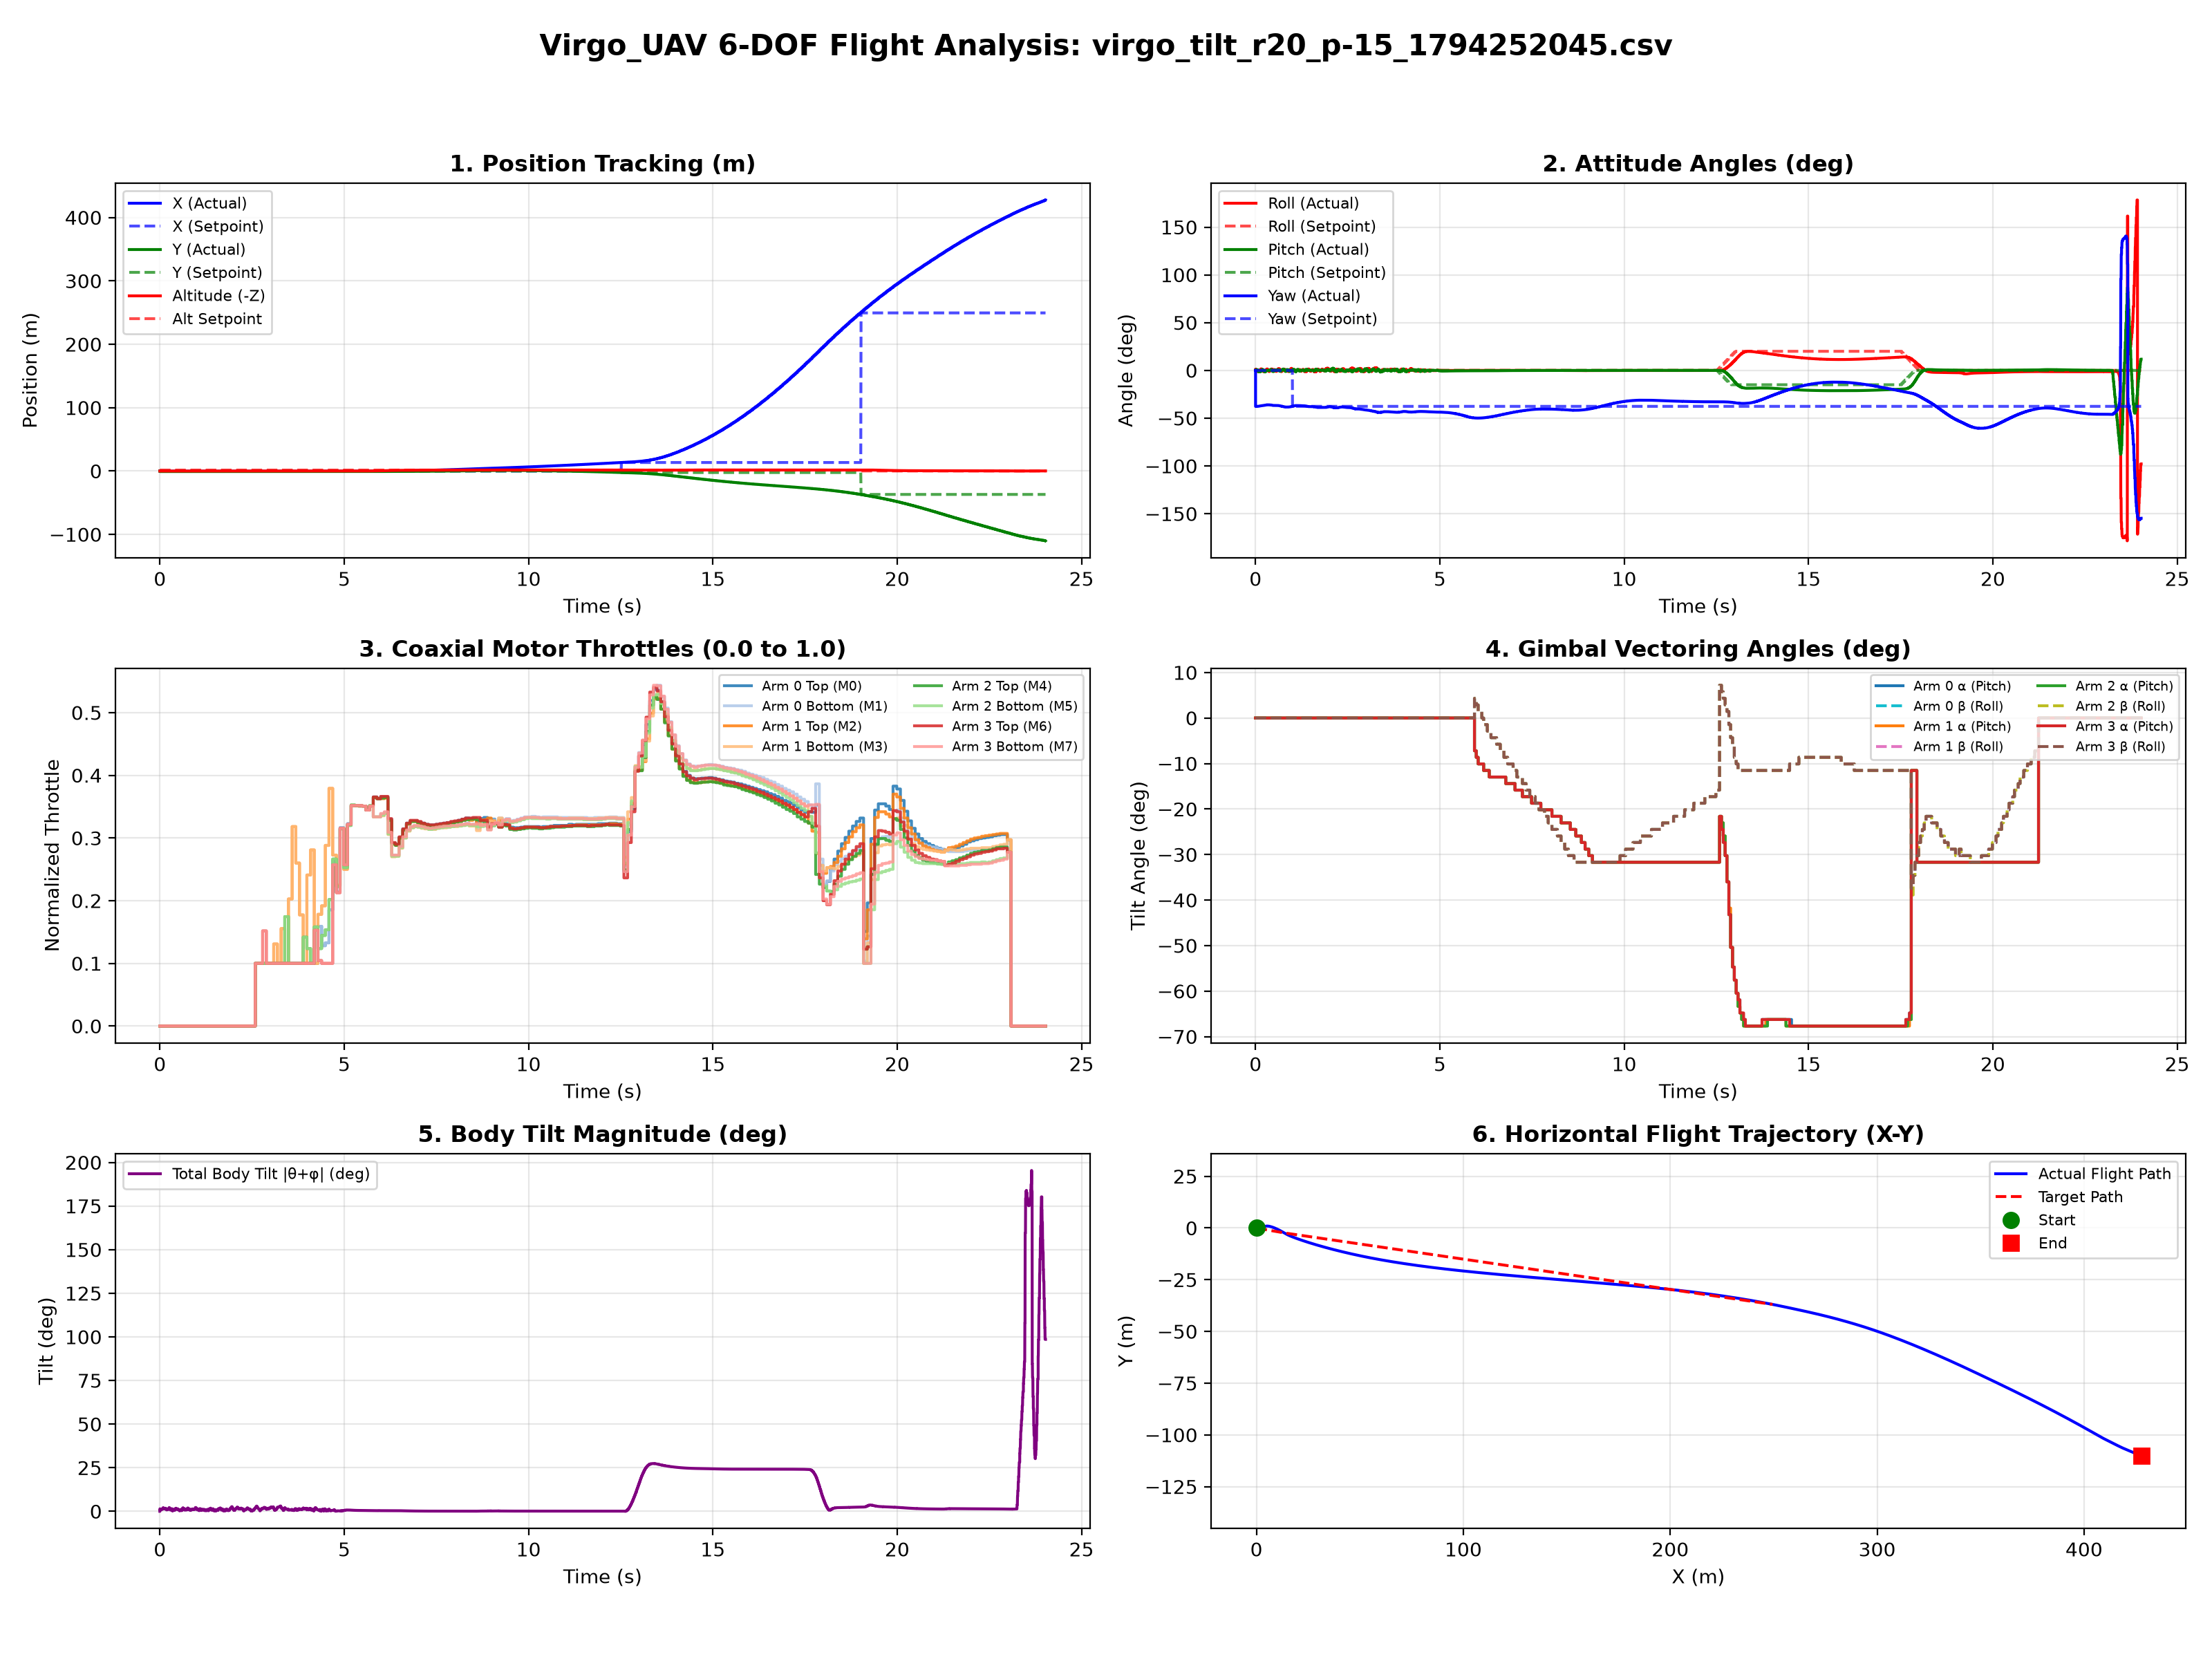 Virgo_UAV 6-DOF Flight Analysis: virgo_tilt_r20_p-15_1794252045.csv
1. Position Tracking (m)
X (Actual)
X (Setpoint)
Y (Actual)
Y (Setpoint)
Altitude (-Z)
Alt Setpoint
Position (m)
400
300
200
100
0
−100
0
5
10
15
20
25
Time (s)
2. Attitude Angles (deg)
Roll (Actual)
Roll (Setpoint)
Pitch (Actual)
Pitch (Setpoint)
Yaw (Actual)
Yaw (Setpoint)
Angle (deg)
150
100
50
0
−50
−100
−150
0
5
10
15
20
25
Time (s)
3. Coaxial Motor Throttles (0.0 to 1.0)
Arm 0 Top (M0)
Arm 0 Bottom (M1)
Arm 1 Top (M2)
Arm 1 Bottom (M3)
Arm 2 Top (M4)
Arm 2 Bottom (M5)
Arm 3 Top (M6)
Arm 3 Bottom (M7)
Normalized Throttle
0.5
0.4
0.3
0.2
0.1
0.0
0
5
10
15
20
25
Time (s)
4. Gimbal Vectoring Angles (deg)
Arm 0 α (Pitch)
Arm 0 β (Roll)
Arm 1 α (Pitch)
Arm 1 β (Roll)
Arm 2 α (Pitch)
Arm 2 β (Roll)
Arm 3 α (Pitch)
Arm 3 β (Roll)
Tilt Angle (deg)
10
0
−10
−20
−30
−40
−50
−60
−70
0
5
10
15
20
25
Time (s)
5. Body Tilt Magnitude (deg)
Total Body Tilt |θ+φ| (deg)
Tilt (deg)
200
175
150
125
100
75
50
25
0
0
5
10
15
20
25
Time (s)
6. Horizontal Flight Trajectory (X-Y)
Actual Flight Path
Target Path
Start
End
Y (m)
25
0
−25
−50
−75
−100
−125
0
100
200
300
400
X (m)